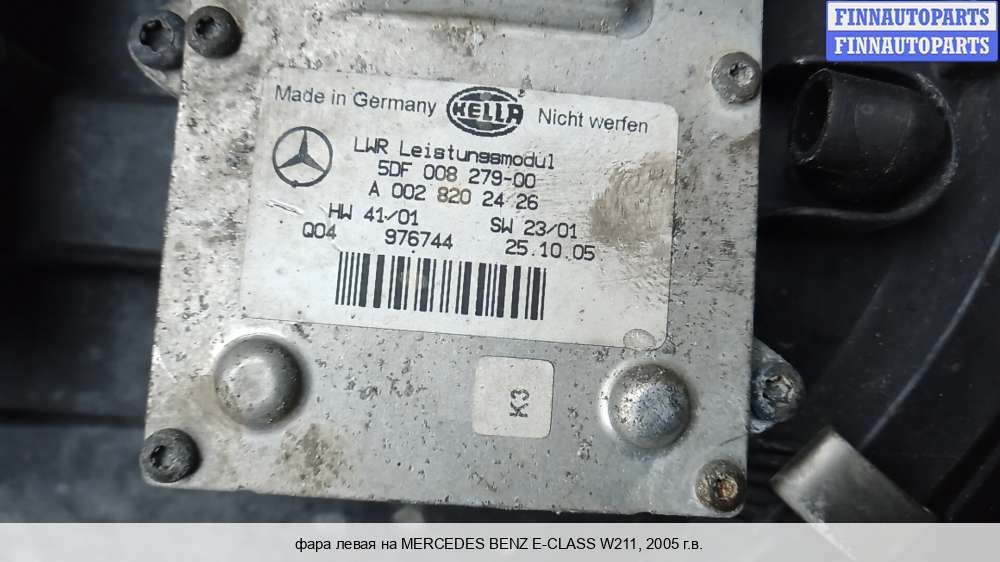 FINNAUTOPARTS
FINNAUTOPARTS
Made in Germany HELLA Nicht werfen
LWR Leistungsmodul
5DF 008 279-00
A 002 820 24 26
HW 41/01 SW 23/01
Q04 976744 25.10.05
K3
фара левая на MERCEDES BENZ E-CLASS W211, 2005 г.в.